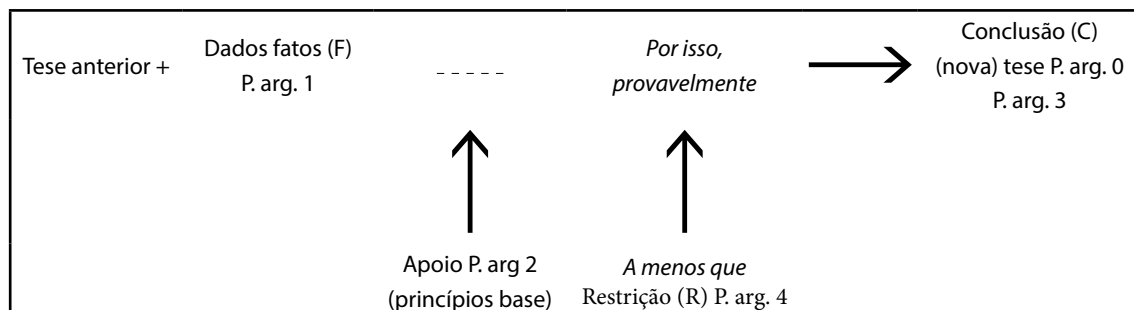 Tese anterior +
Dados fatos (F)
P. arg. 1
-----
Por isso,
provavelmente
Conclusão (C)
(nova) tese P. arg. 0
P. arg. 3
Apoio P. arg 2
(princípios base)
A menos que
Restrição (R) P. arg. 4